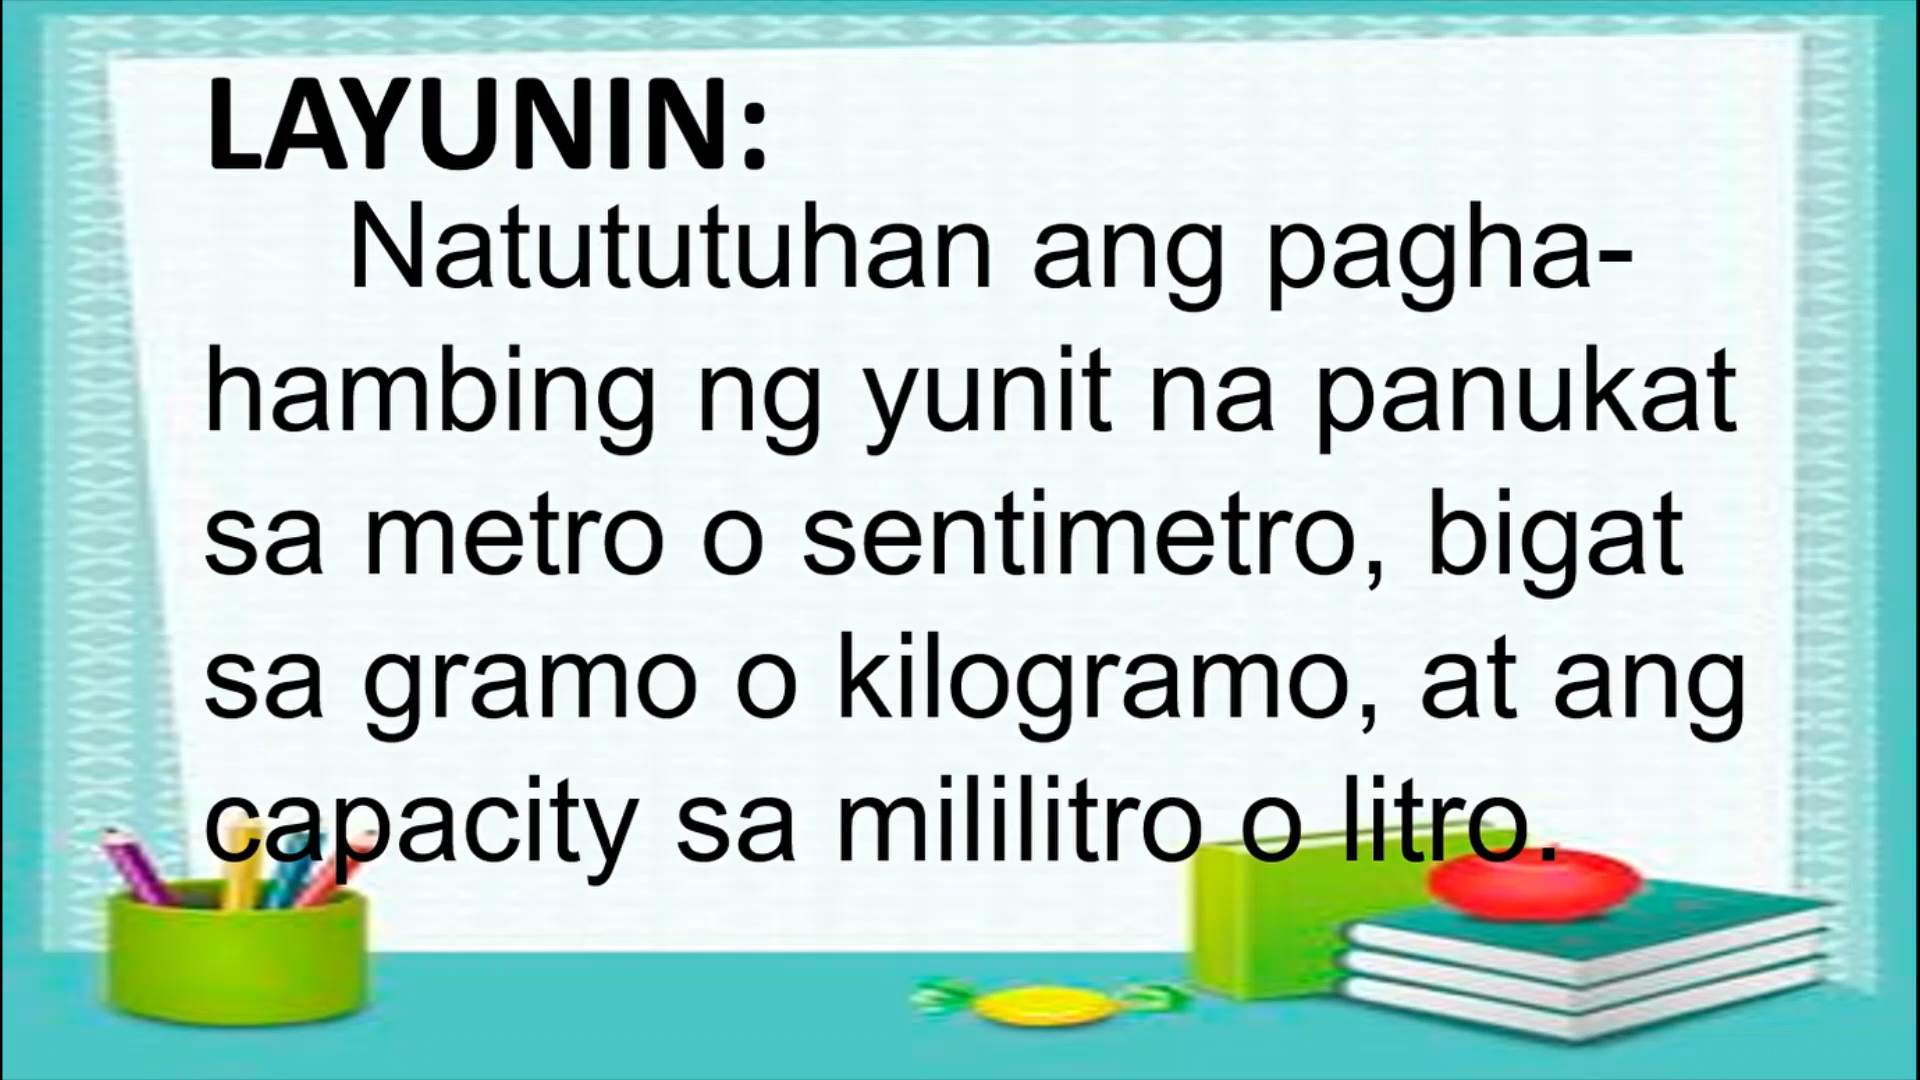 LAYUNIN:
Natututuhan ang pagha-
hambing ng yunit na panukat
sa metro o sentimetro, bigat
sa gramo o kilogramo, at ang
capacity sa mililitro o litro.